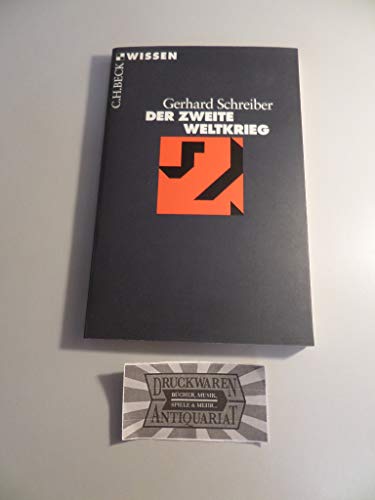 C.H.BECK
WISSEN
Gerhard Schreiber
DER ZWEITE
WELTKRIEG
DRUCKWAREN
BÜCHER, MUSIK,
SPIELE & MEHR...
ANTIQUARIAT